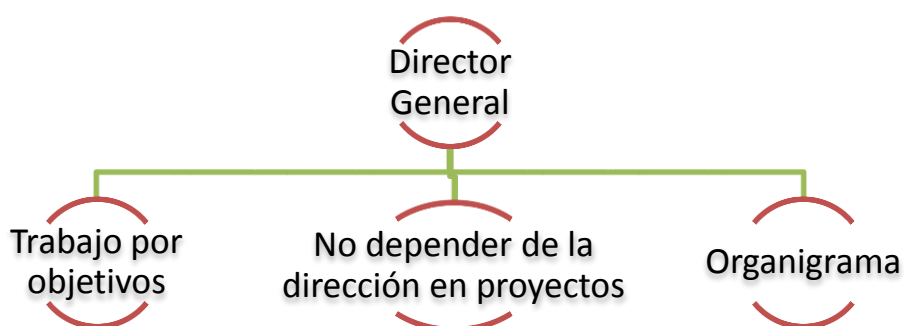 Director
General
Trabajo por
objetivos
No depender de la
dirección en proyectos
Organigrama